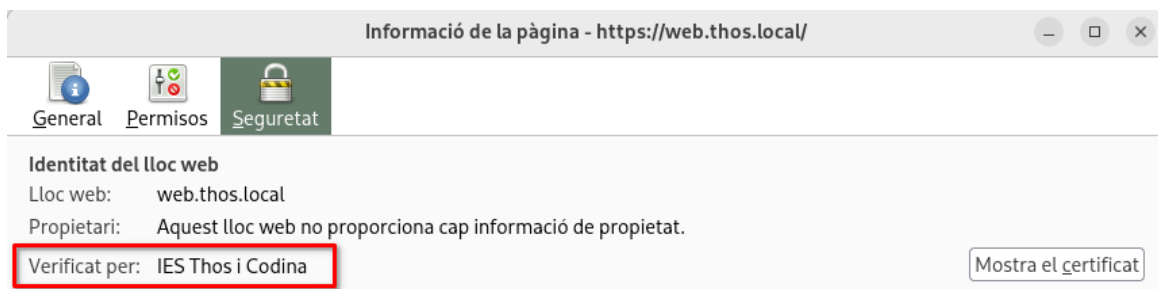 Informació de la pàgina - https://web.thos.local/
General Permisos Seguretat
Identitat del lloc web
Lloc web: web.thos.local
Propietari: Aquest lloc web no proporciona cap informació de propietat.
Verificat per: IES Thos i Codina Mostra el certificat